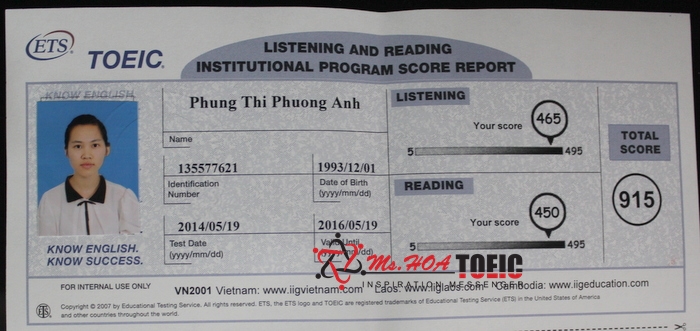 ETS
TOEIC
LISTENING AND READING
INSTITUTIONAL PROGRAM SCORE REPORT
KNOW ENGLISH
Phung Thi Phuong Anh
Name
135577621
Identification
Number
1993/12/01
Date of Birth
(yyyy/mm/dd)
2014/05/19
Test Date
(yyyy/mm/dd)
2016/05/19
Valid Until
(yyyy/mm/dd)
LISTENING
Your score
465
5
495
READING
Your score
450
5
495
TOTAL
SCORE
915
KNOW ENGLISH.
KNOW SUCCESS.
Ms.HOA TOEIC
INSPIRATION MESSENGER
FOR INTERNAL USE ONLY
VN2001 Vietnam: www.iigvietnam.com Laos: www.iiglaos.com Cambodia: www.iigeducation.com
Copyright © 2007 by Educational Testing Service. All rights reserved. ETS, the ETS logo and TOEIC are registered trademarks of Educational Testing Service (ETS) in the United States of America
and other countries throughout the world.